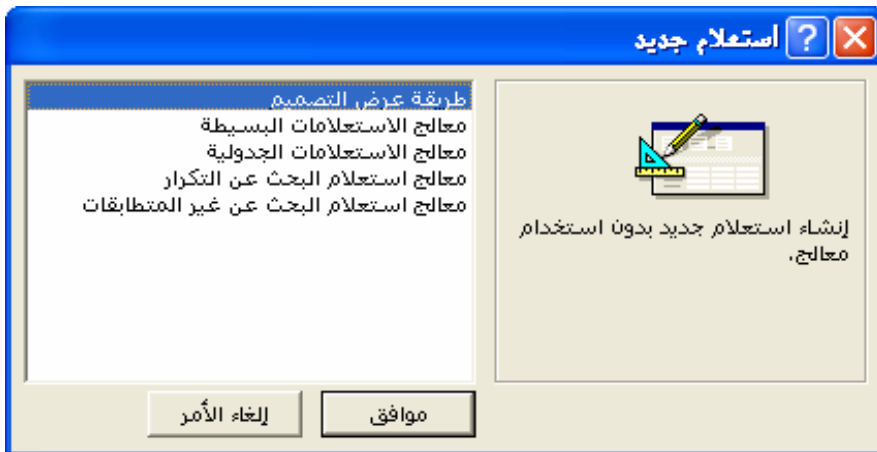 استعلام جديد
إنشاء استعلام جديد بدون استخدام
معالج.
طريقة عرض التصميم
معالج الاستعلامات البسيطة
معالج الاستعلامات الجدولية
معالج استعلام البحث عن التكرار
معالج استعلام البحث عن غير المتطابقات
موافق
إلغاء الأمر